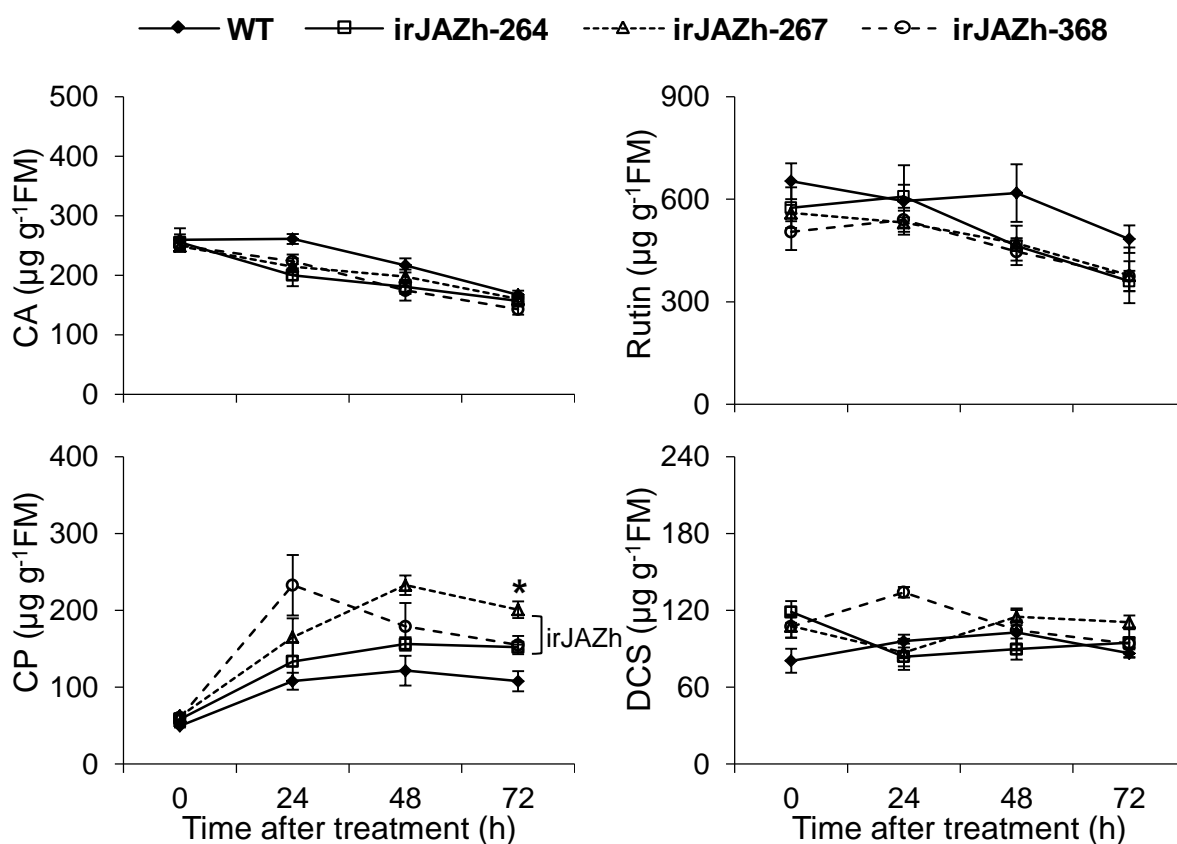 WT irJAZh-264 irJAZh-267 irJAZh-368
CA (µg g⁻¹FM)
500
400
300
200
100
0
Rutin (µg g⁻¹FM)
900
600
300
0
CP (µg g⁻¹FM)
400
300
200
100
0
*
irJAZh
0 24 48 72
Time after treatment (h)
DCS (µg g⁻¹FM)
240
180
120
60
0
0 24 48 72
Time after treatment (h)